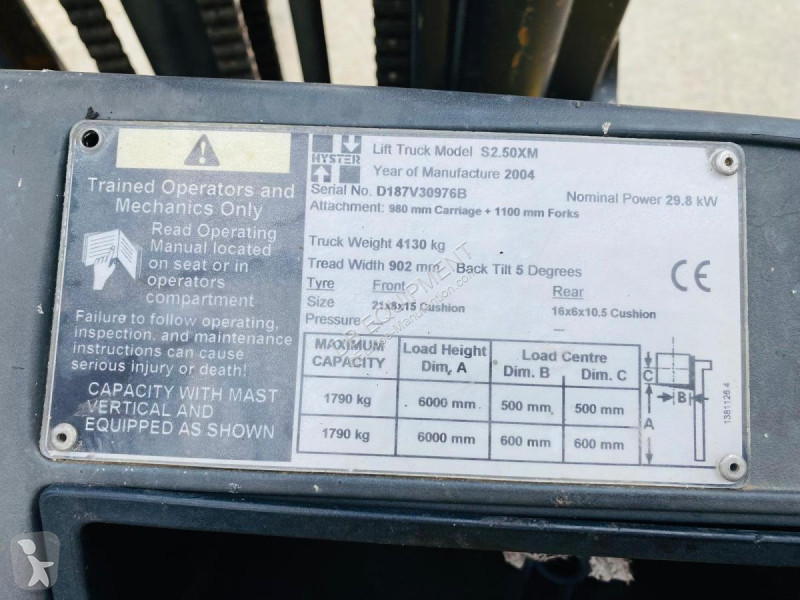 Trained Operators and
Mechanics Only
Read Operating
Manual located
on seat or in
operators
compartment
Failure to follow operating,
inspection, and maintenance
instructions can cause
serious injury or death!
CAPACITY WITH MAST
VERTICAL AND
EQUIPPED AS SHOWN
HYSTER
Lift Truck Model S2.50XM
Year of Manufacture 2004
Serial No. D187V30976B
Nominal Power 29.8 kW
Attachment: 980 mm Carriage + 1100 mm Forks
Truck Weight 4130 kg
Tread Width 902 mm Back Tilt 5 Degrees
CE
Tyre Front Rear
Size 21x8x15 Cushion 16x6x10.5 Cushion
Pressure —
MAXIMUM CAPACITY Load Height Dim. A Load Centre Dim. B Dim. C
1790 kg 6000 mm 500 mm 500 mm
1790 kg 6000 mm 600 mm 600 mm
C
B
A
1381126.4
EQUIPMENT